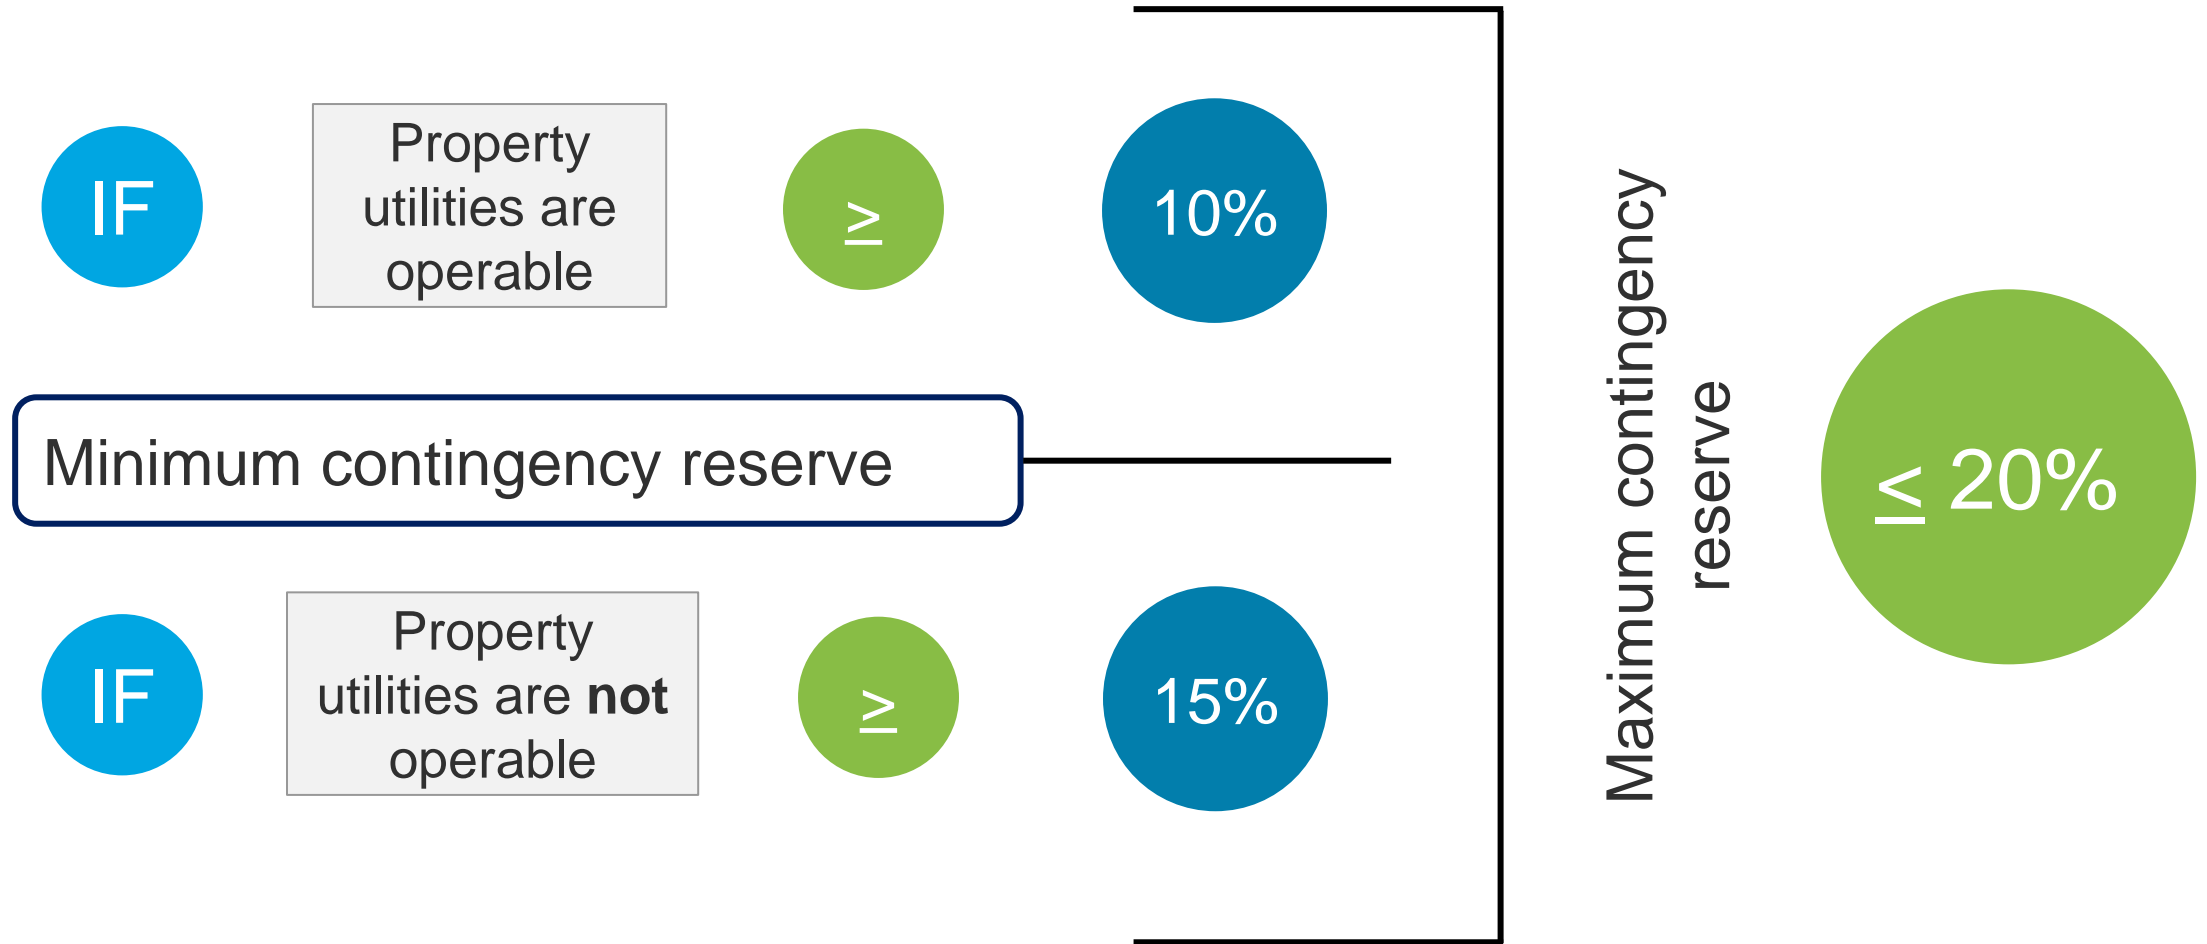 IF
Property
utilities are
operable
≥
10%
Minimum contingency reserve
IF
Property
utilities are not
operable
≥
15%
Maximum contingency
reserve
≤ 20%